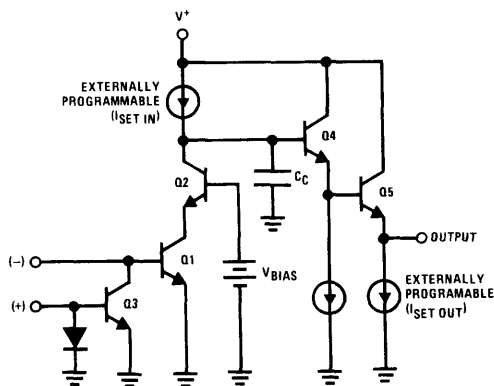 V+
EXTERNALLY
PROGRAMMABLE
(ISET IN)
Q4
Q2
CC
Q5
(−)
Q1
OUTPUT
VBIAS
(+)
Q3
EXTERNALLY
PROGRAMABLE
(ISET OUT)